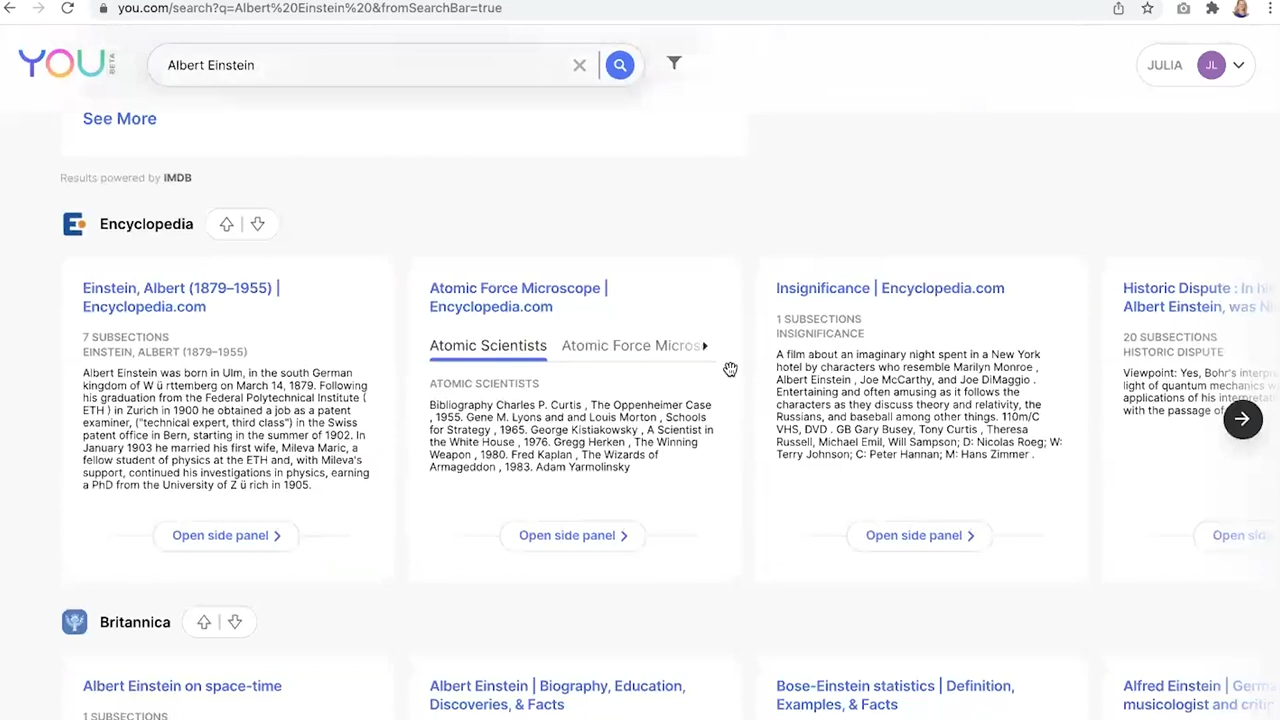 you.com/search?q=Albert%20Einstein%20&fromSearchBar=true
YOU BETA
Albert Einstein
JULIA JL
See More
Results powered by IMDB
Encyclopedia
Einstein, Albert (1879–1955) |
Encyclopedia.com
7 SUBSECTIONS
EINSTEIN, ALBERT (1879–1955)
Albert Einstein was born in Ulm, in the south German
kingdom of W ü rttemberg on March 14, 1879. Following
his graduation from the Federal Polytechnic Institute (
ETH ) in Zurich in 1900 he obtained a job as a patent
examiner, ("technical expert, third class") in the Swiss
patent office in Bern, starting in the summer of 1902. In
January 1903 he married his first wife, Mileva Maric, a
fellow student of physics at the ETH and, with Mileva's
support, continued his investigations in physics, earning
a PhD from the University of Z ü rich in 1905.
Open side panel
Atomic Force Microscope |
Encyclopedia.com
Atomic Scientists Atomic Force Micros
ATOMIC SCIENTISTS
Bibliography Charles P. Curtis , The Oppenheimer Case
, 1955. Gene M. Lyons and and Louis Morton , Schools
for Strategy , 1965. George Kistiakowsky , A Scientist in
the White House , 1976. Gregg Herken , The Winning
Weapon , 1980. Fred Kaplan , The Wizards of
Armageddon , 1983. Adam Yarmolinsky
Open side panel
Insignificance | Encyclopedia.com
1 SUBSECTIONS
INSIGNIFICANCE
A film about an imaginary night spent in a New York
hotel by characters who resemble Marilyn Monroe ,
Albert Einstein , Joe McCarthy, and Joe DiMaggio .
Entertaining and often amusing as it follows the
characters as they discuss theory and relativity, the
Russians, and baseball among other things. 110m/C
VHS, DVD . GB Gary Busey, Tony Curtis , Theresa
Russell, Michael Emil, Will Sampson; D: Nicolas Roeg; W:
Terry Johnson; C: Peter Hannan; M: Hans Zimmer .
Open side panel
Historic Dispute : In hi
Albert Einstein, was Ni
20 SUBSECTIONS
HISTORIC DISPUTE
Viewpoint: Yes, Bohr's interpre
light of quantum mechanics w
applications of his interpretati
with the passage of
Open side
Britannica
Albert Einstein on space-time
1 SUBSECTIONS
Albert Einstein | Biography, Education,
Discoveries, & Facts
Bose-Einstein statistics | Definition,
Examples, & Facts
Alfred Einstein | Germa
musicologist and critic